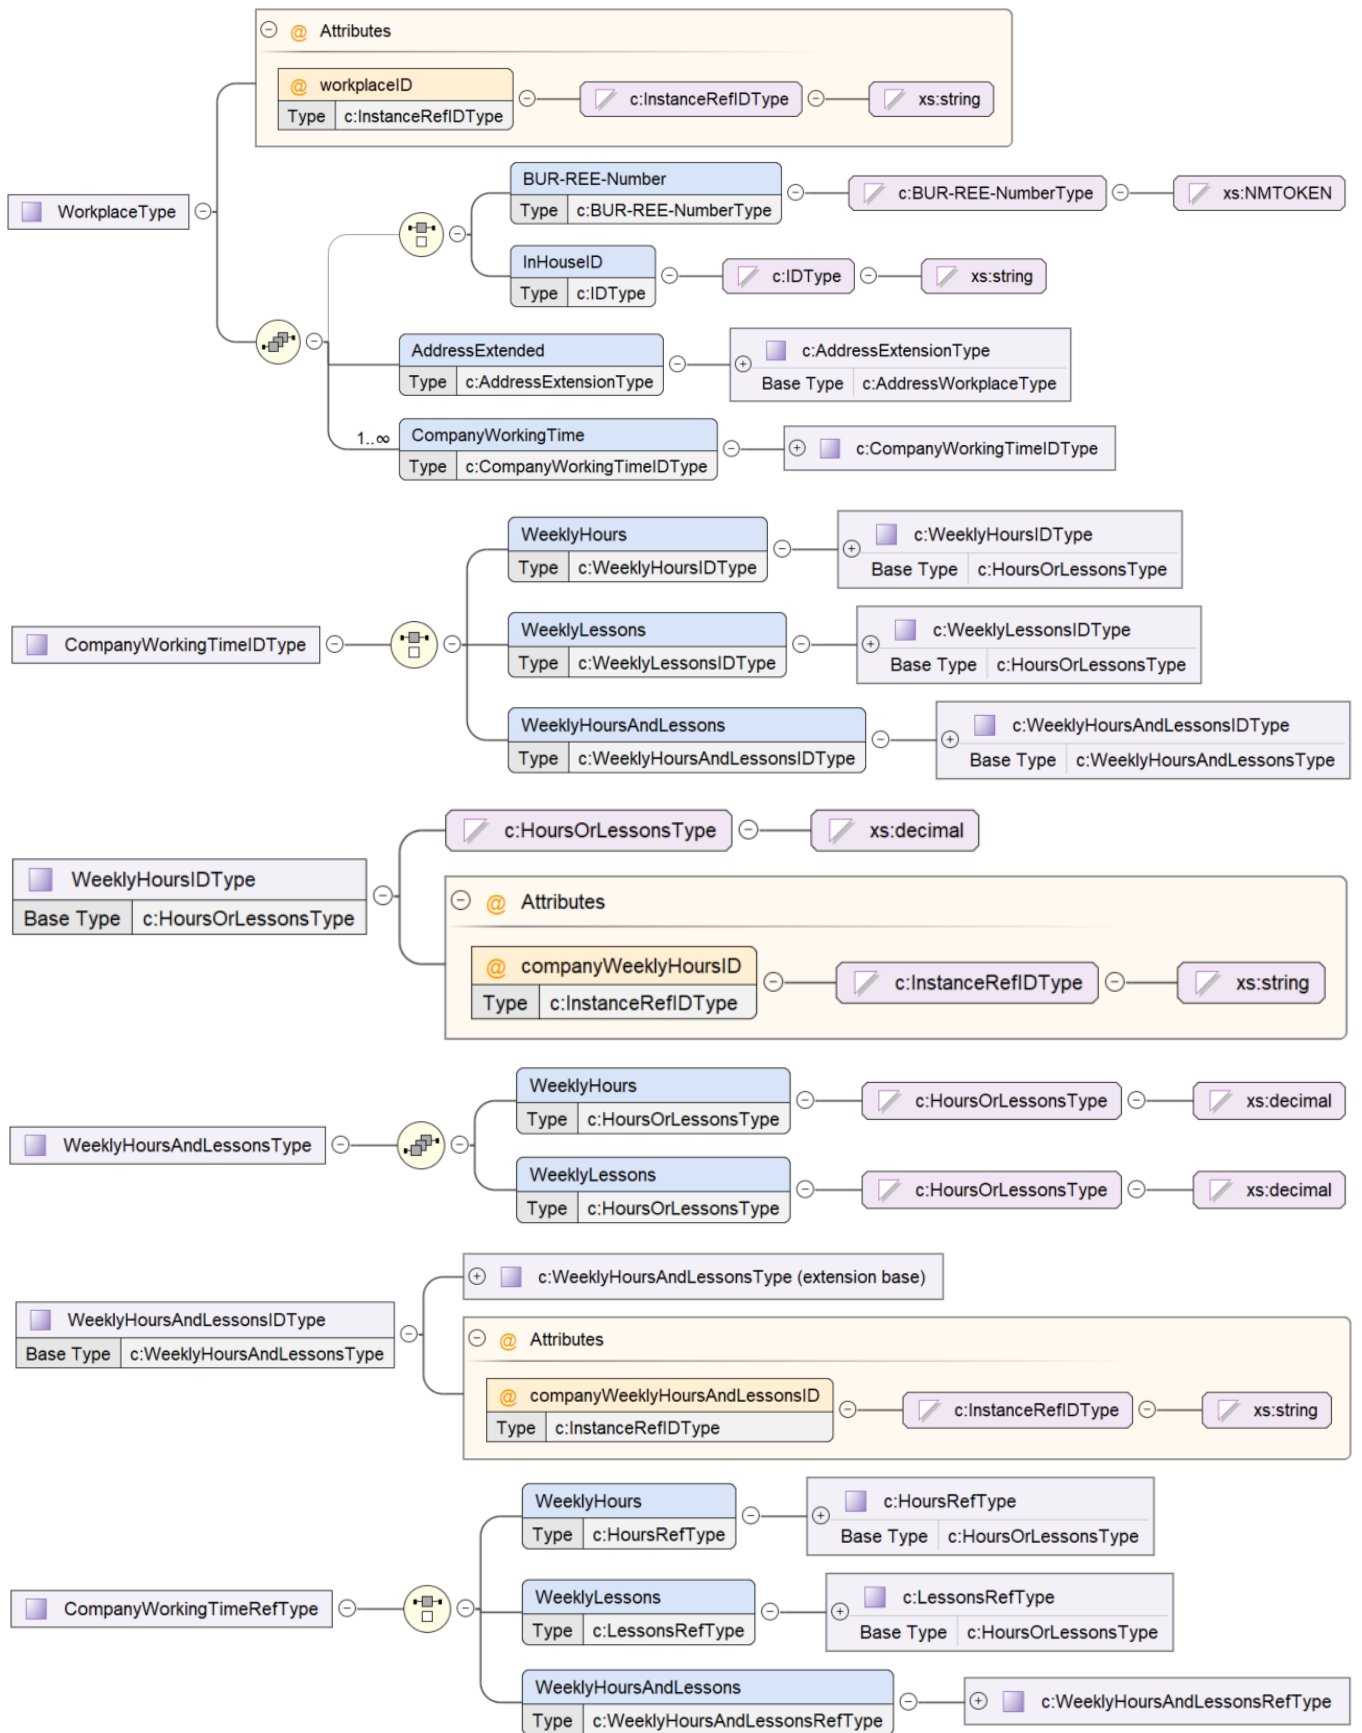 @ Attributes
@ workplaceID
Type c:InstanceRefIDType
c:InstanceRefIDType
xs:string
WorkplaceType
BUR-REE-Number
Type c:BUR-REE-NumberType
c:BUR-REE-NumberType
xs:NMTOKEN
InHouseID
Type c:IDType
c:IDType
xs:string
AddressExtended
Type c:AddressExtensionType
c:AddressExtensionType
Base Type c:AddressWorkplaceType
1..∞
CompanyWorkingTime
Type c:CompanyWorkingTimeIDType
c:CompanyWorkingTimeIDType
CompanyWorkingTimeIDType
WeeklyHours
Type c:WeeklyHoursIDType
c:WeeklyHoursIDType
Base Type c:HoursOrLessonsType
WeeklyLessons
Type c:WeeklyLessonsIDType
c:WeeklyLessonsIDType
Base Type c:HoursOrLessonsType
WeeklyHoursAndLessons
Type c:WeeklyHoursAndLessonsIDType
c:WeeklyHoursAndLessonsIDType
Base Type c:WeeklyHoursAndLessonsType
WeeklyHoursIDType
Base Type c:HoursOrLessonsType
c:HoursOrLessonsType
xs:decimal
@ Attributes
@ companyWeeklyHoursID
Type c:InstanceRefIDType
c:InstanceRefIDType
xs:string
WeeklyHoursAndLessonsType
WeeklyHours
Type c:HoursOrLessonsType
c:HoursOrLessonsType
xs:decimal
WeeklyLessons
Type c:HoursOrLessonsType
c:HoursOrLessonsType
xs:decimal
WeeklyHoursAndLessonsIDType
Base Type c:WeeklyHoursAndLessonsType
c:WeeklyHoursAndLessonsType (extension base)
@ Attributes
@ companyWeeklyHoursAndLessonsID
Type c:InstanceRefIDType
c:InstanceRefIDType
xs:string
CompanyWorkingTimeRefType
WeeklyHours
Type c:HoursRefType
c:HoursRefType
Base Type c:HoursOrLessonsType
WeeklyLessons
Type c:LessonsRefType
c:LessonsRefType
Base Type c:HoursOrLessonsType
WeeklyHoursAndLessons
Type c:WeeklyHoursAndLessonsRefType
c:WeeklyHoursAndLessonsRefType